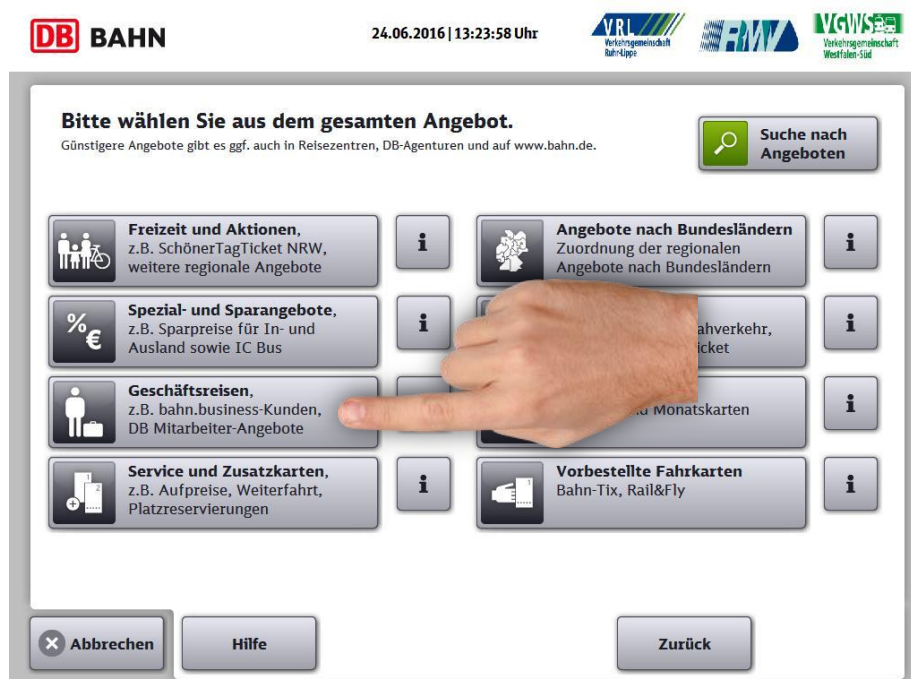 DB BAHN
24.06.2016 | 13:23:58 Uhr
VRL
Verkehrsgemeinschaft
Ruhr-Lippe
RMV
VGWS
Verkehrsgemeinschaft
Westfalen-Süd
Bitte wählen Sie aus dem gesamten Angebot.
Günstigere Angebote gibt es ggf. auch in Reisezentren, DB-Agenturen und auf www.bahn.de.
Suche nach
Angeboten
Freizeit und Aktionen,
z.B. SchönerTagTicket NRW,
weitere regionale Angebote
i
Angebote nach Bundesländern
Zuordnung der regionalen
Angebote nach Bundesländern
i
% €
Spezial- und Sparangebote,
z.B. Sparpreise für In- und
Ausland sowie IC Bus
i
i
Geschäftsreisen,
z.B. bahn.business-Kunden,
DB Mitarbeiter-Angebote
Monatskarten
i
1 2
Service und Zusatzkarten,
z.B. Aufpreise, Weiterfahrt,
Platzreservierungen
i
Vorbestellte Fahrkarten
Bahn-Tix, Rail&Fly
i
Abbrechen
Hilfe
Zurück